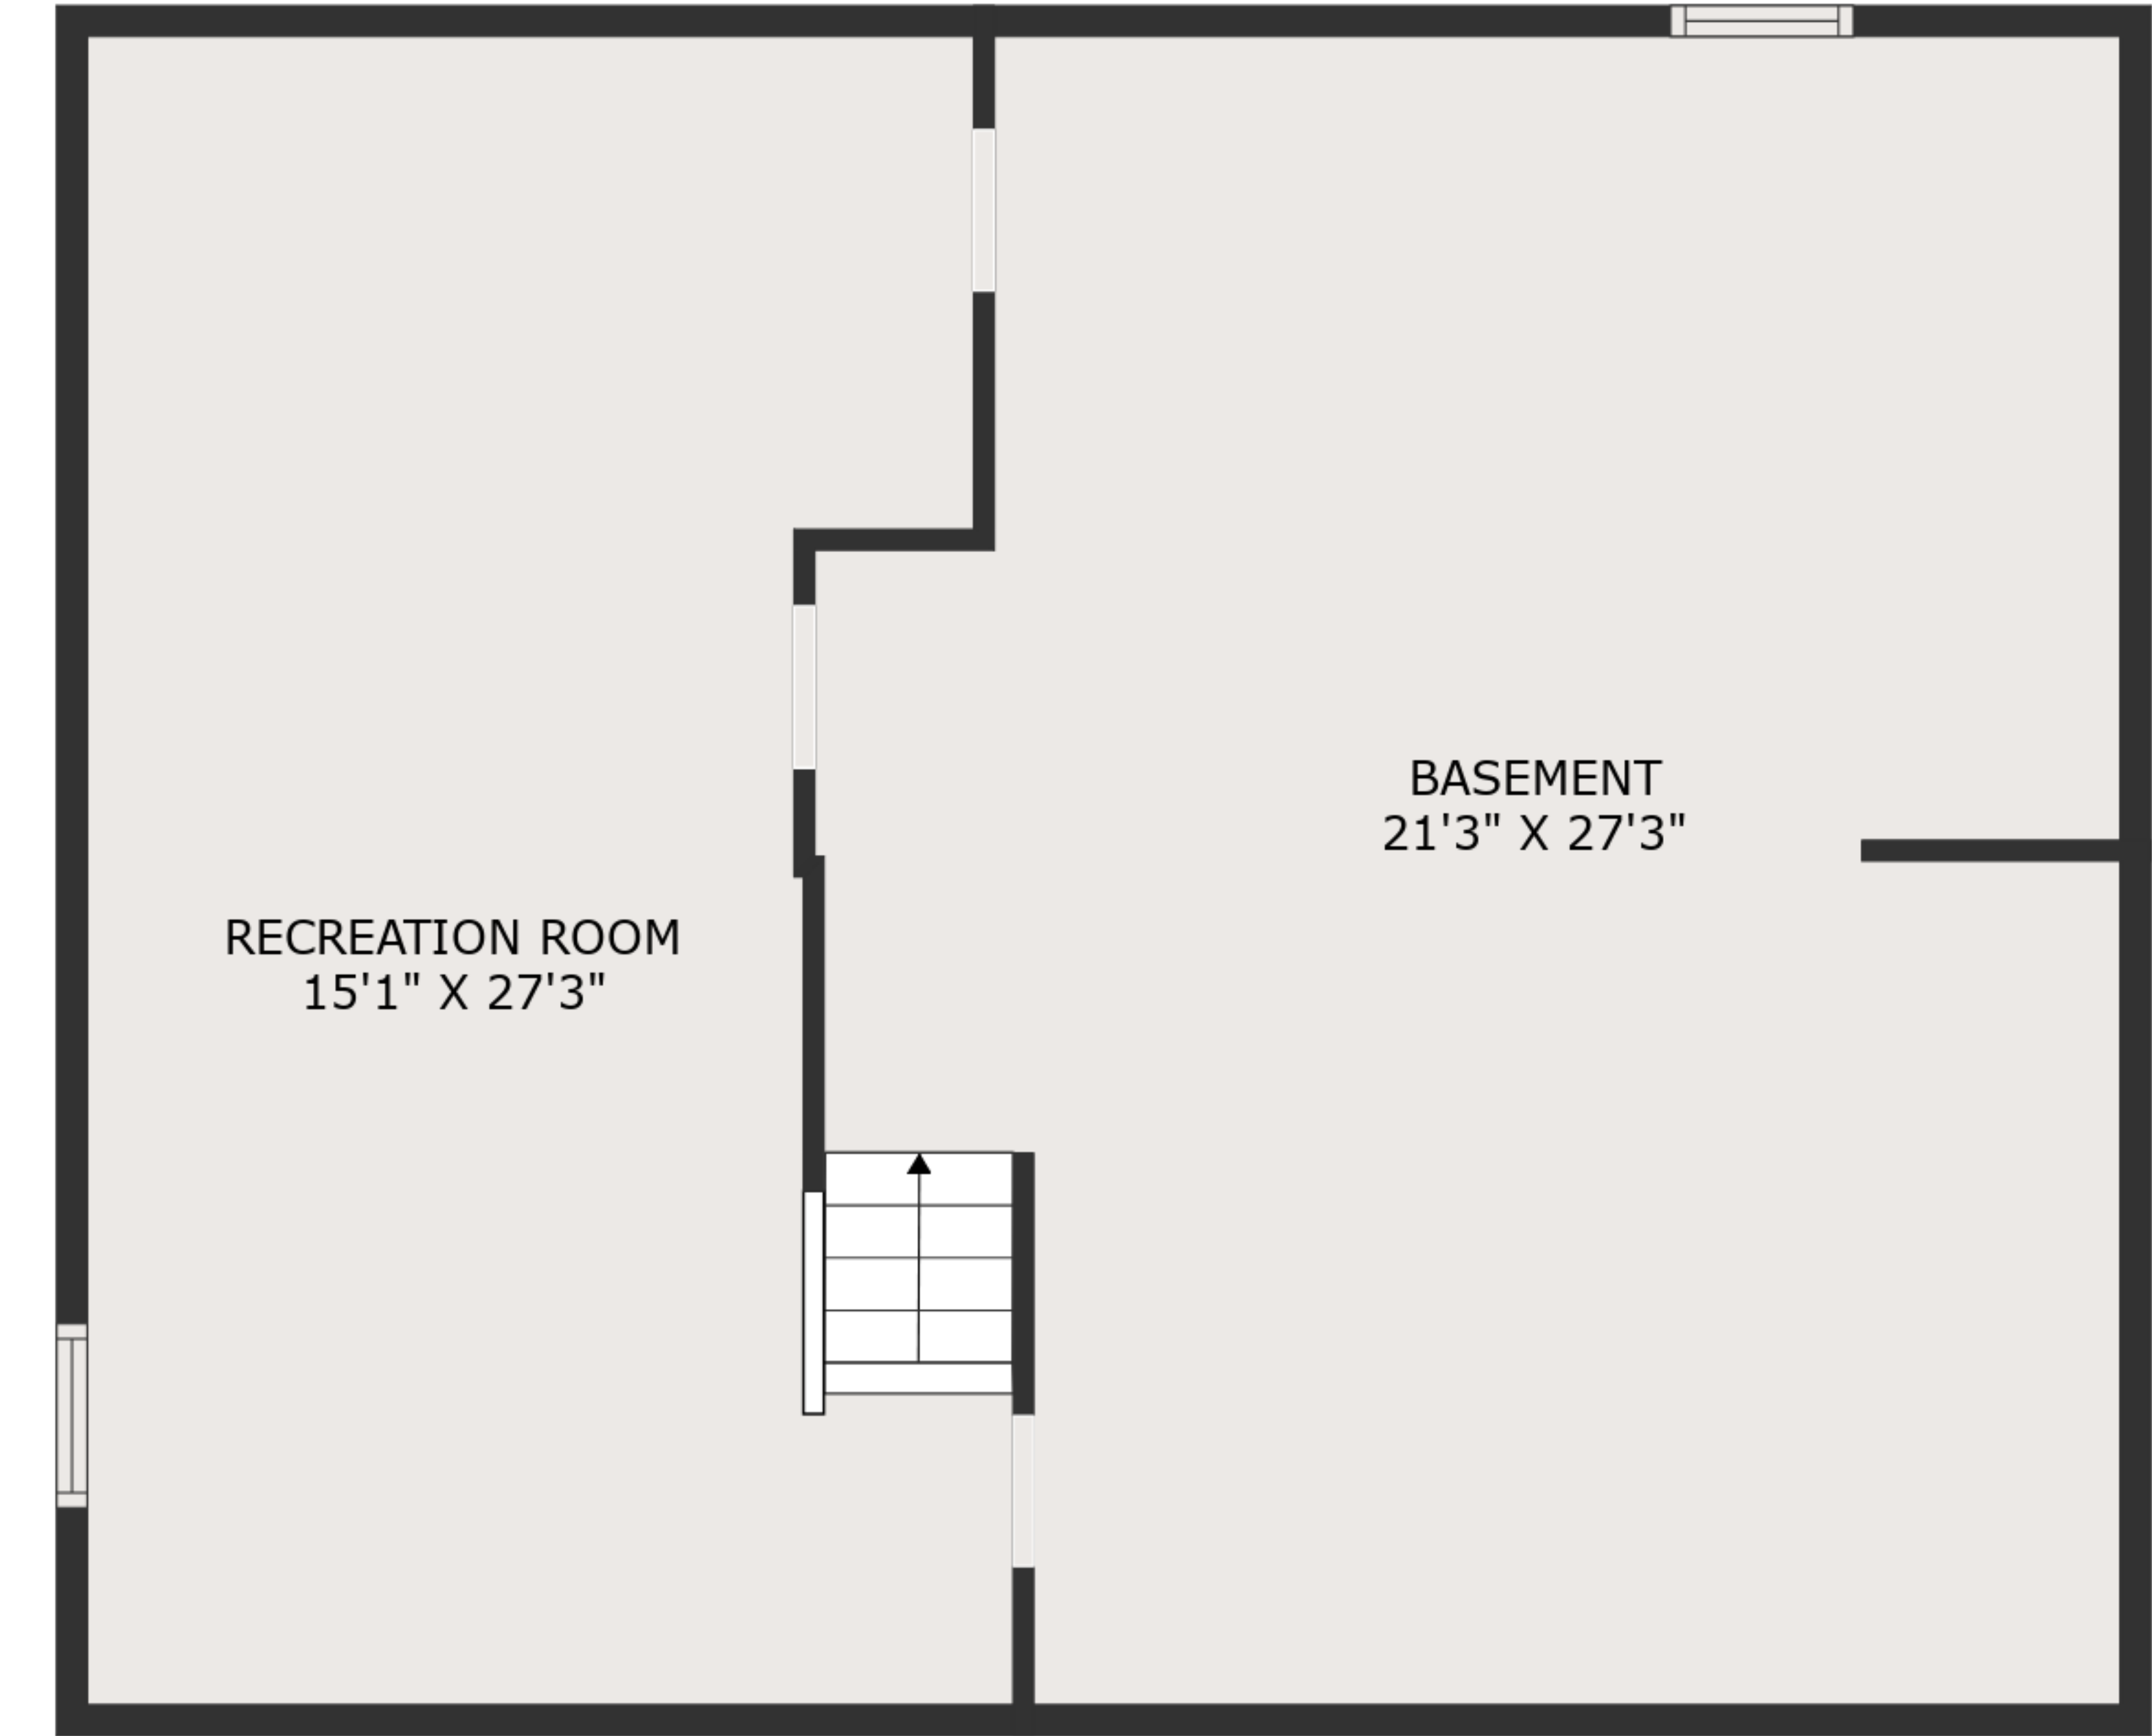 BASEMENT
21'3" X 27'3"
RECREATION ROOM
15'1" X 27'3"